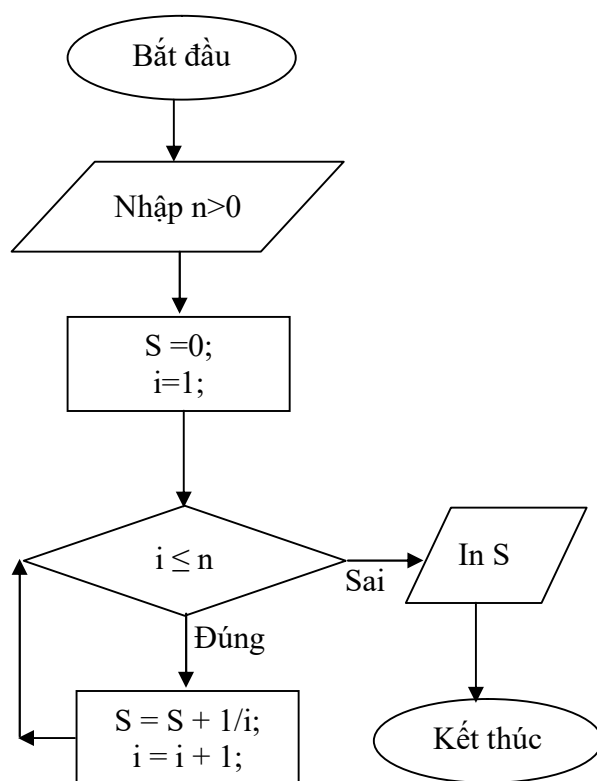 Bắt đầu
Nhập n>0
S =0;
i=1;
i ≤ n
Sai
In S
Đúng
S = S + 1/i;
i = i + 1;
Kết thúc